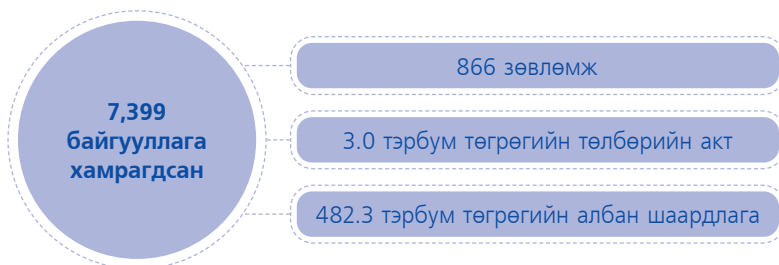 7,399
байгууллага
хамрагдсан
866 зөвлөмж
3.0 тэрбум төгрөгийн төлбөрийн акт
482.3 тэрбум төгрөгийн албан шаардлага